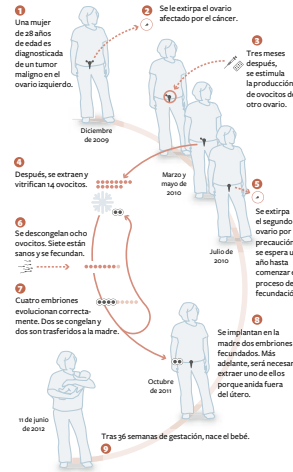 1
Una mujer
de 28 años
de edad es
diagnosticada
de un tumor
maligno en el
ovario izquierdo.
2
Se le extirpa el ovario
afectado por el cáncer.
Diciembre
de 2009
3
Tres meses
después,
se estimula
la producción
de ovocitos de
otro ovario.
Marzo y
mayo de
2010
4
Después, se extraen y
vitrifican 14 ovocitos.
5
Se extirpa
el segundo
ovario por
precaución
se espera u
año hasta
comenzar e
proceso de
fecundació
Julio de
2010
6
Se descongelan ocho
ovocitos. Siete están
sanos y se fecundan.
7
Cuatro embriones
evolucionan correcta-
mente. Dos se congelan y
dos son trasferidos a la madre.
8
Se implantan en la
madre dos embriones
fecundados. Más
adelante, será necesar
extraer uno de ellos
porque anida fuera
del útero.
Octubre
de 2011
11 de junio
de 2012
Tras 36 semanas de gestación, nace el bebé.
9